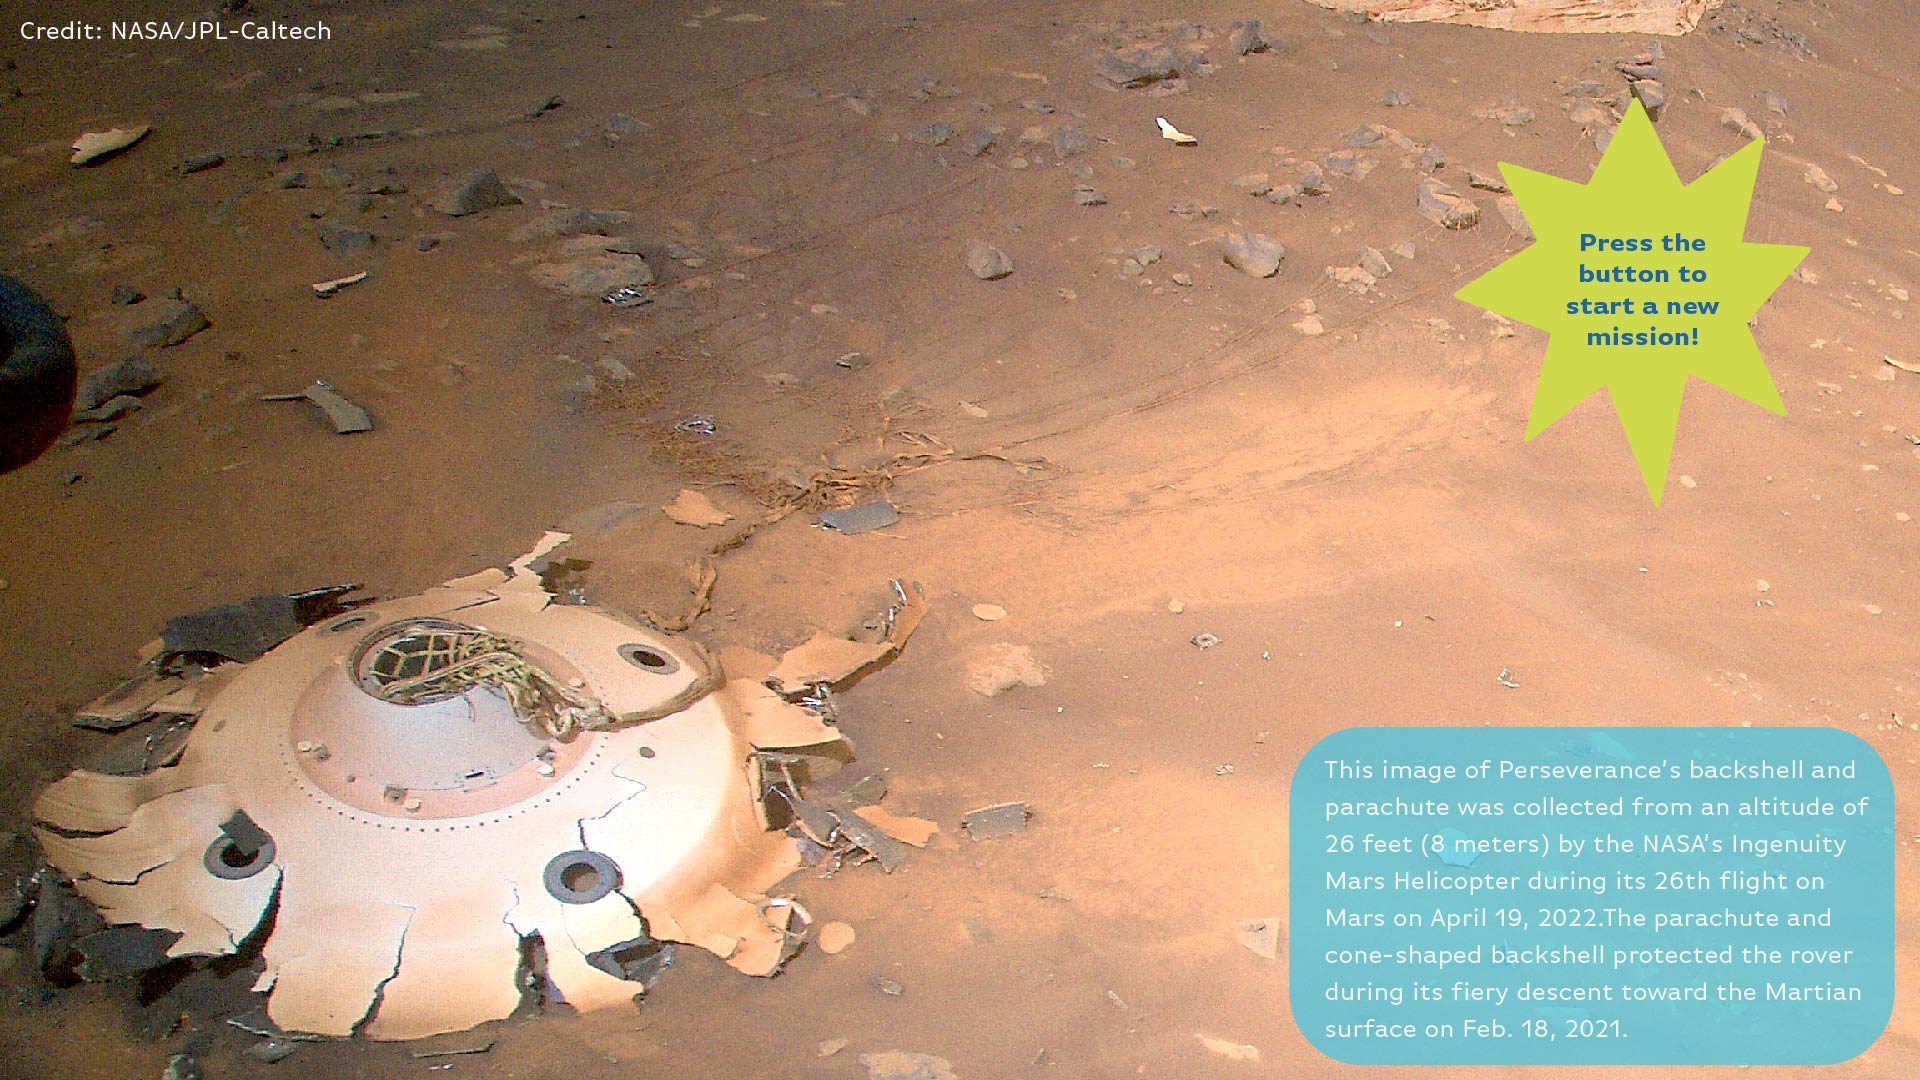 Credit: NASA/JPL-Caltech
Press the
button to
start a new
mission!
This image of Perseverance's backshell and
parachute was collected from an altitude of
26 feet (8 meters) by the NASA's Ingenuity
Mars Helicopter during its 26th flight on
Mars on April 19, 2022.The parachute and
cone-shaped backshell protected the rover
during its fiery descent toward the Martian
surface on Feb. 18, 2021.